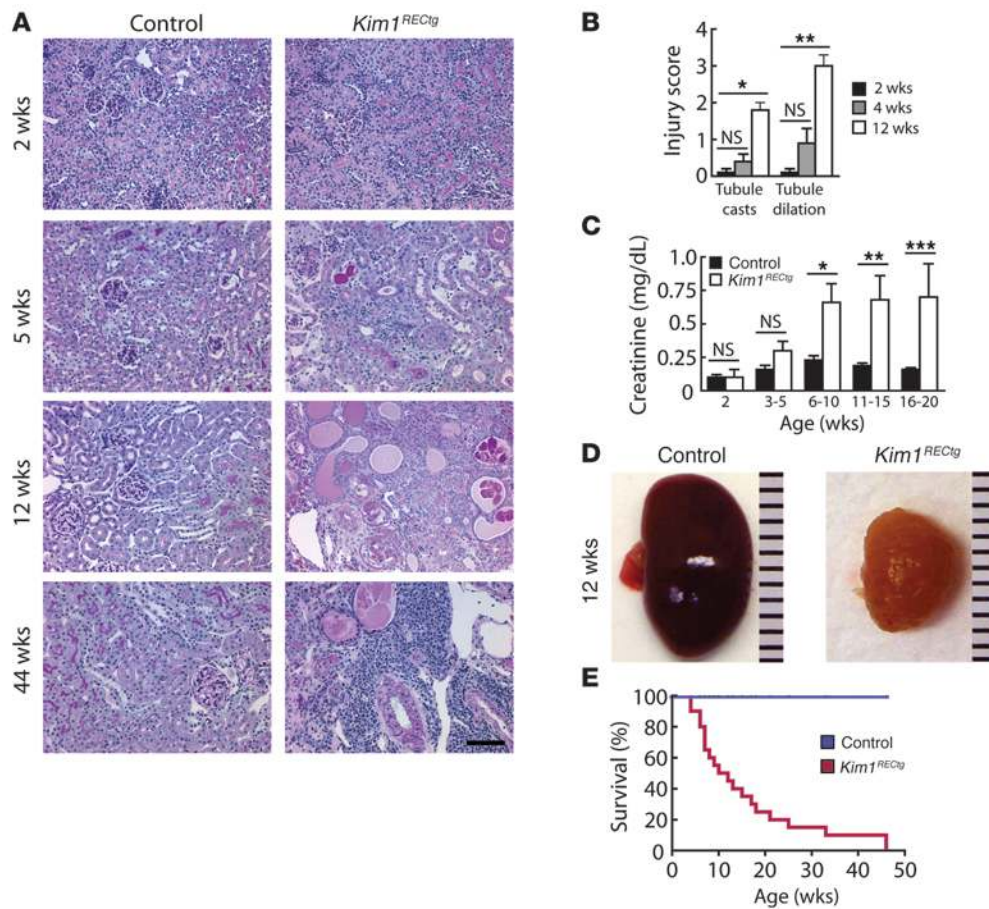 A
Control
Kim1RECtg
2 wks
5 wks
12 wks
44 wks
B
Injury score
4
3
2
1
0
NS
*
NS
**
Tubule casts
Tubule dilation
2 wks
4 wks
12 wks
C
Creatinine (mg/dL)
1.0
0.75
0.5
0.25
0
Control
Kim1RECtg
NS
NS
*
**
***
2
3-5
6-10
11-15
16-20
Age (wks)
D
Control
Kim1RECtg
12 wks
E
Survival (%)
100
80
60
40
20
0
Control
Kim1RECtg
0
10
20
30
40
50
Age (wks)